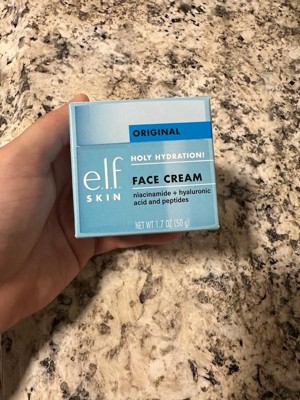 ORIGINAL
HOLY HYDRATION!
e.l.f.
SKIN
FACE CREAM
niacinamide + hyaluronic
acid and peptides
NET WT 1.7 OZ (50 g)